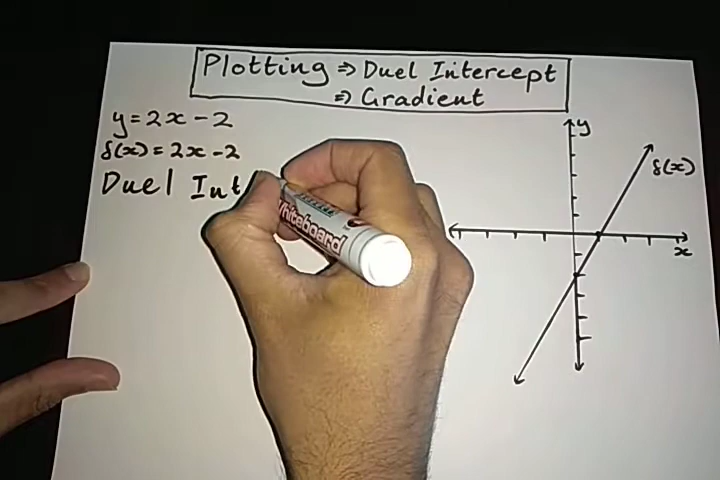 Plotting ⇒ Duel Intercept
⇒ Gradient
y = 2x - 2
f(x) = 2x - 2
Duel Int
Whiteboard
y
f(x)
x